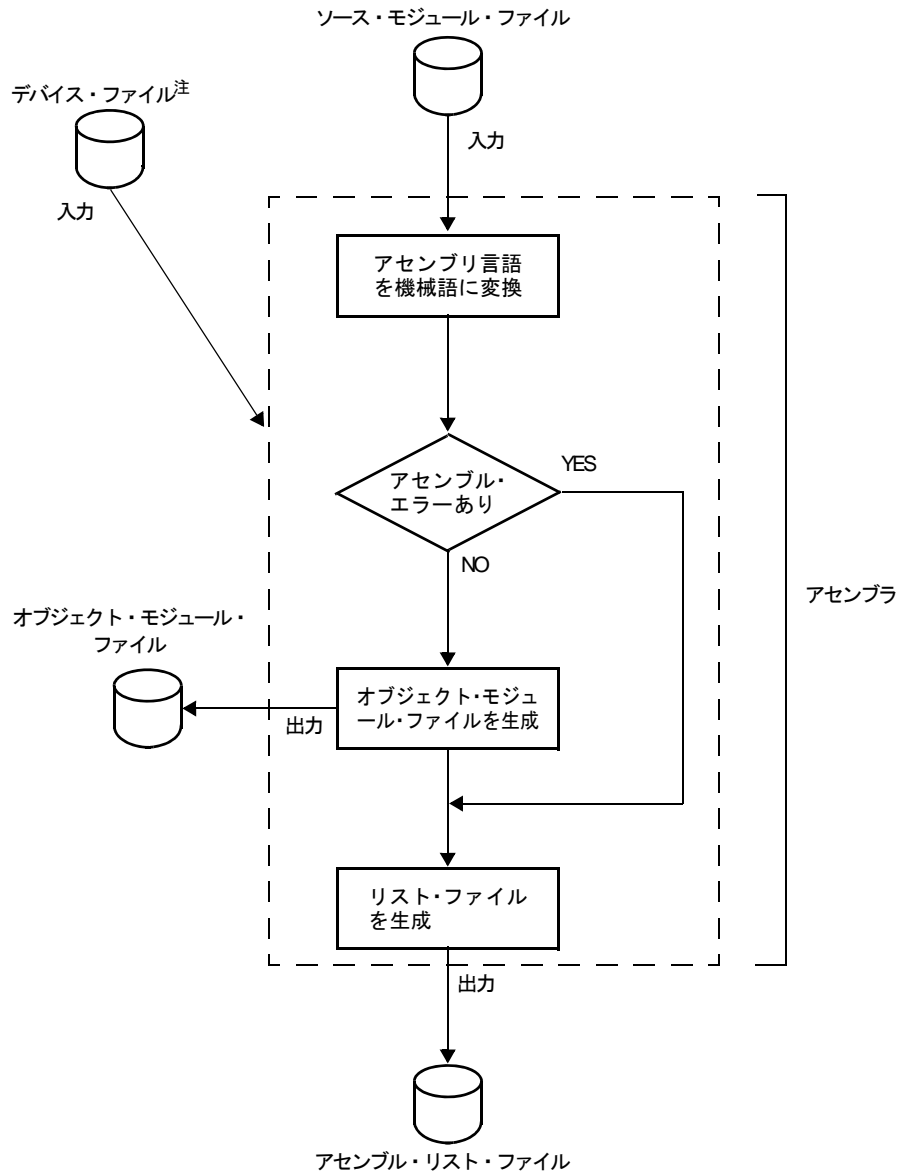 ソース・モジュール・ファイル
デバイス・ファイル注
入力
入力
アセンブリ言語
を機械語に変換
アセンブル・
エラーあり
YES
NO
アセンブラ
オブジェクト・モジュール・
ファイル
オブジェクト・モジュ
ール・ファイルを生成
出力
リスト・ファイル
を生成
出力
アセンブル・リスト・ファイル